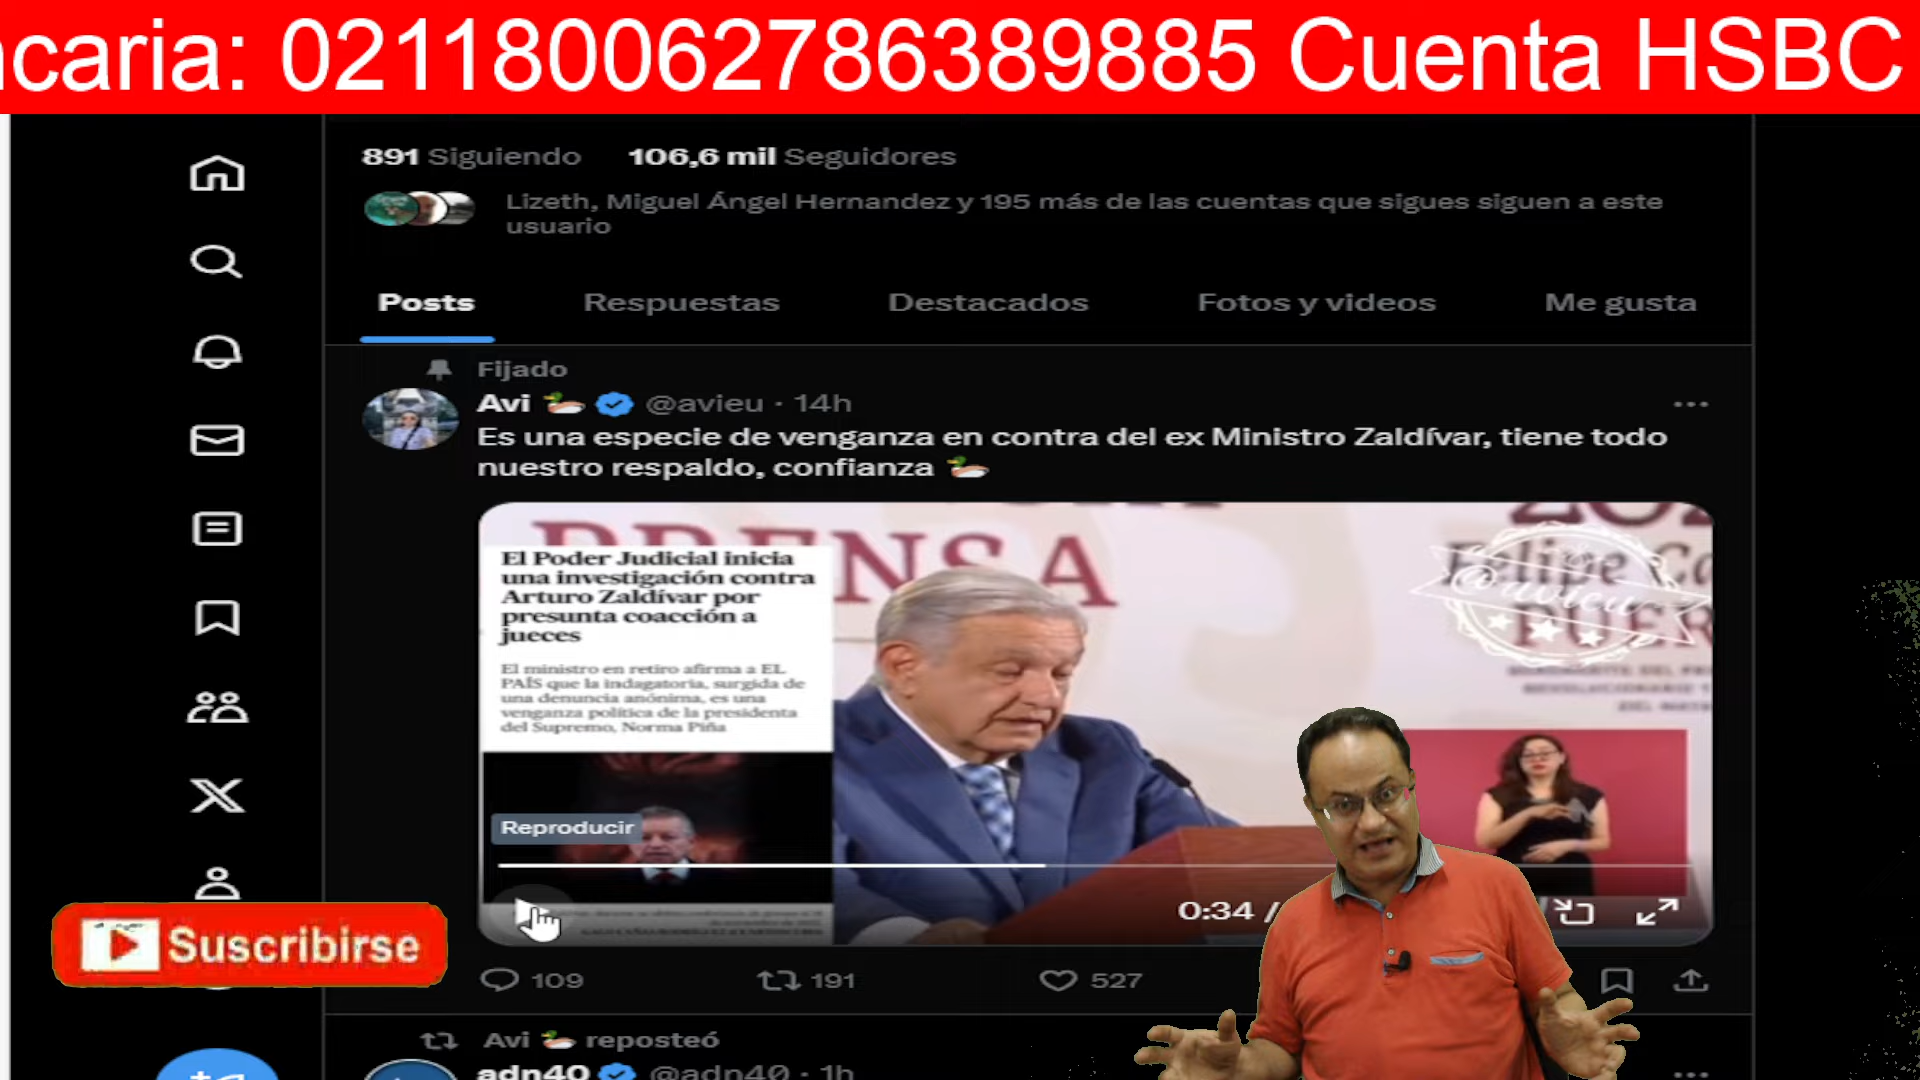 ncaria: 021180062786389885 Cuenta HSBC
891 Siguiendo 106,6 mil Seguidores
Lizeth, Miguel Ángel Hernandez y 195 más de las cuentas que sigues siguen a este
usuario
Posts Respuestas Destacados Fotos y videos Me gusta
Fijado
Avi @avieu · 14h
Es una especie de venganza en contra del ex Ministro Zaldívar, tiene todo
nuestro respaldo, confianza
PRENSA
El Poder Judicial inicia
una investigación contra
Arturo Zaldívar por
presunta coacción a
jueces
El ministro en retiro afirma a EL
PAÍS que la indagatoria, surgida de
una denuncia anónima, es una
venganza política de la presidenta
del Supremo, Norma Piña
Felipe Ca
PUER
@avieu
Reproducir
0:34 /
Suscribirse
109 191 527
Avi reposteó
adn40 @adn40 · 1h